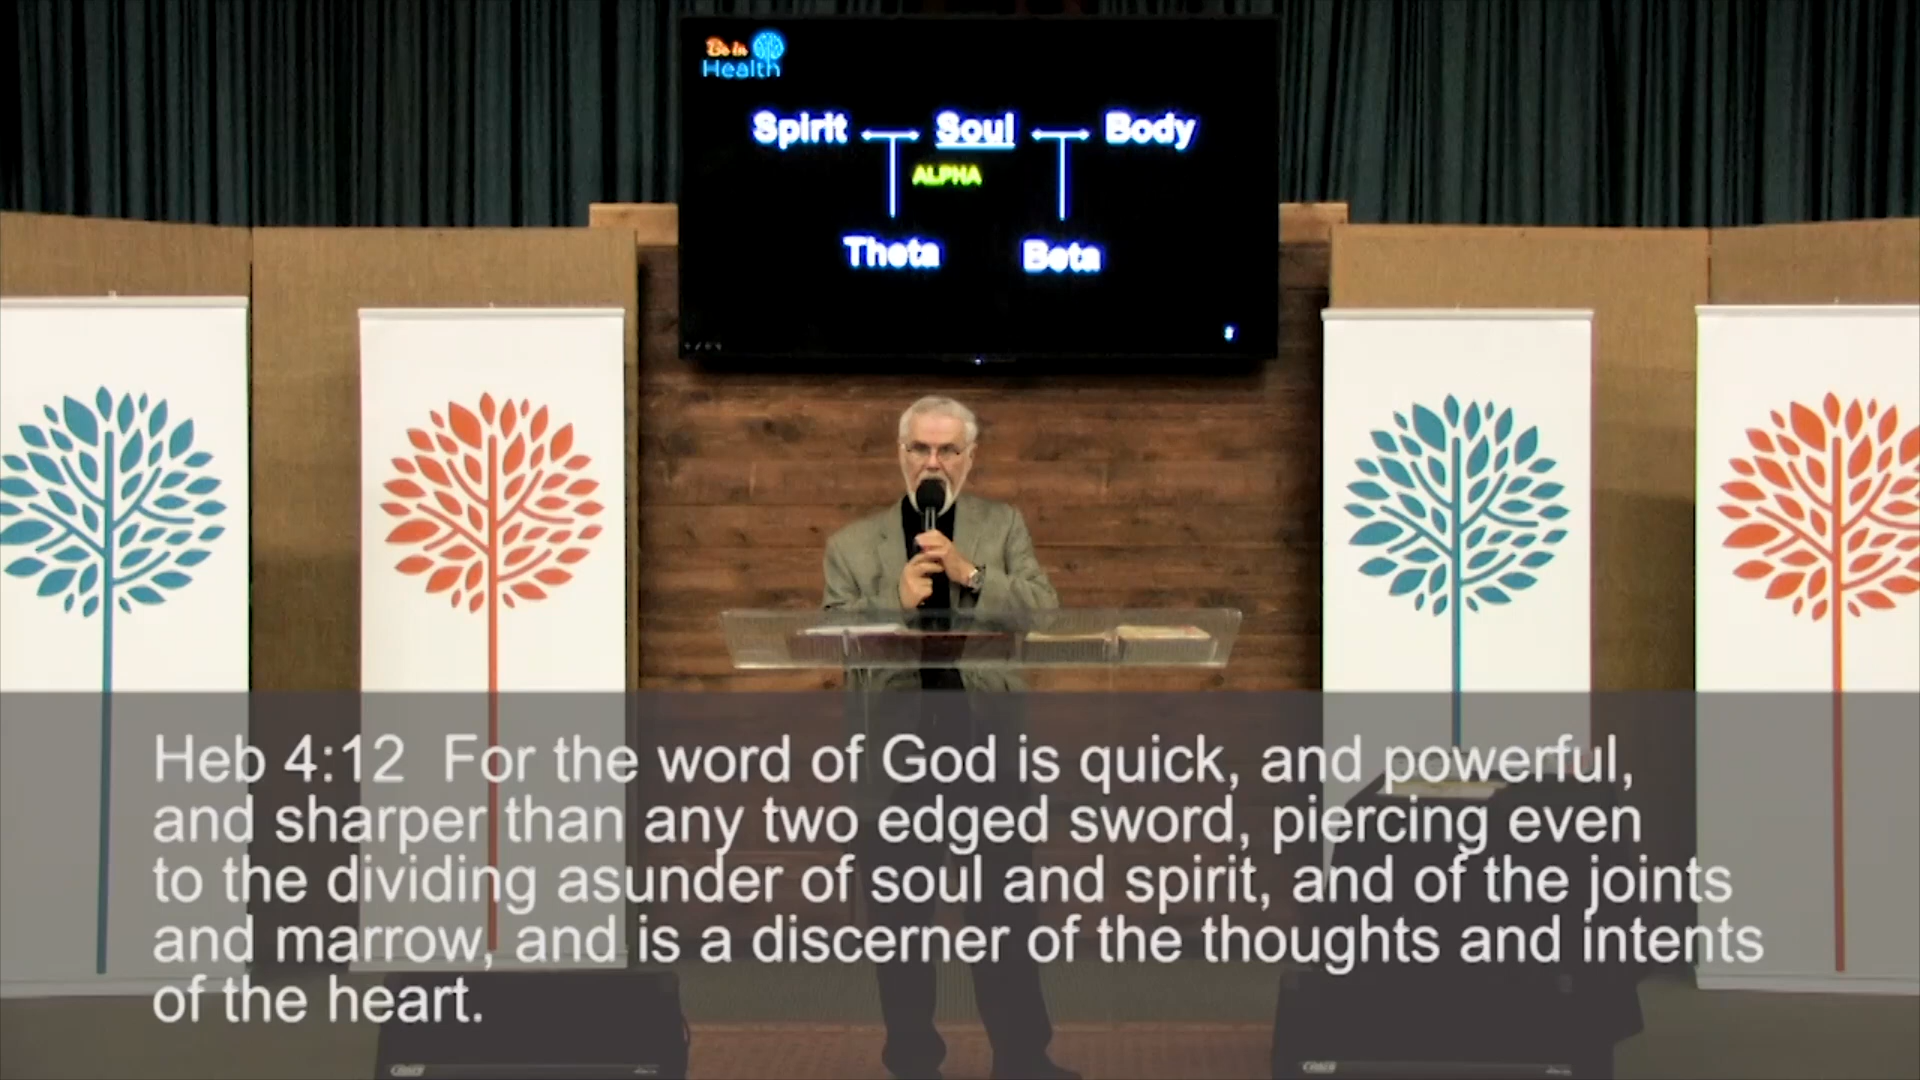 Be in
Health
Spirit Soul Body
ALPHA
Theta Beta
Heb 4:12 For the word of God is quick, and powerful,
and sharper than any two edged sword, piercing even
to the dividing asunder of soul and spirit, and of the joints
and marrow, and is a discerner of the thoughts and intents
of the heart.